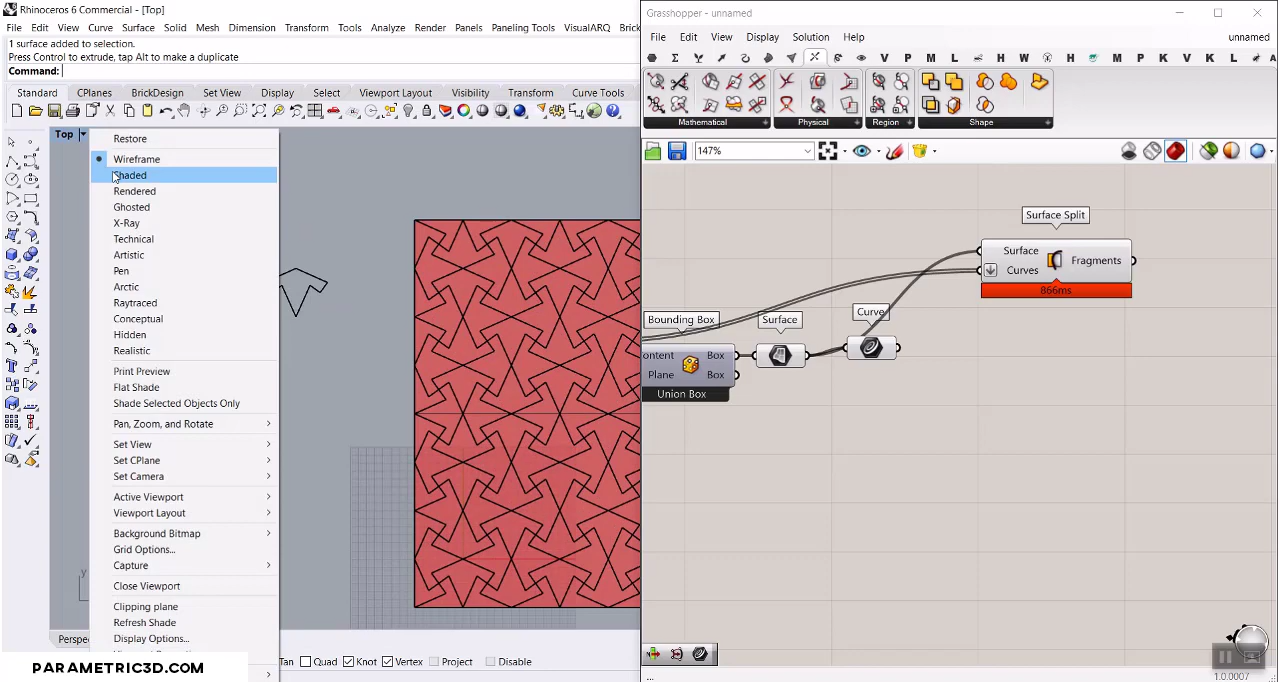 Rhinoceros 6 Commercial - [Top]
File Edit View Curve Surface Solid Mesh Dimension Transform Tools Analyze Render Panels Paneling Tools VisualARQ Brick
1 surface added to selection.
Press Control to extrude, tap Alt to make a duplicate
Command:
Standard CPlanes BrickDesign Set View Display Select Viewport Layout Visibility Transform Curve Tools
Top
Restore
Wireframe
Shaded
Rendered
Ghosted
X-Ray
Technical
Artistic
Pen
Arctic
Raytraced
Conceptual
Hidden
Realistic
Print Preview
Flat Shade
Shade Selected Objects Only
Pan, Zoom, and Rotate
Set View
Set CPlane
Set Camera
Active Viewport
Viewport Layout
Background Bitmap
Grid Options...
Capture
Close Viewport
Clipping plane
Refresh Shade
Display Options...
y
Perspe
Tan Quad Knot Vertex Project Disable
PARAMETRIC3D.COM
Grasshopper - unnamed
File Edit View Display Solution Help unnamed
V P M L H W H M P K V K L
Mathematical Physical Region Shape
147%
Surface Split
Surface
Curves
Fragments
866ms
Bounding Box
Surface
Curve
ontent Box
Plane Box
Union Box
...
1.0.0007